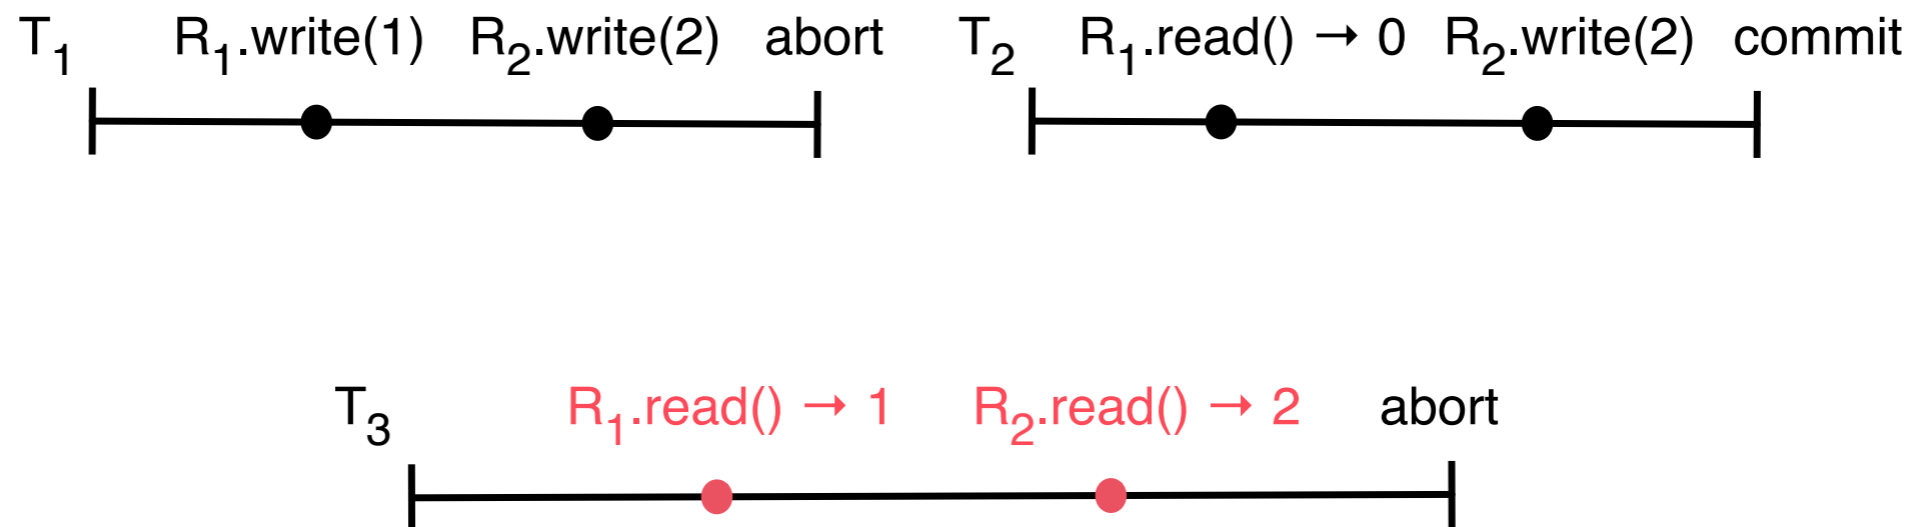 T₁ R₁.write(1) R₂.write(2) abort T₂ R₁.read() → 0 R₂.write(2) commit
T₃ R₁.read() → 1 R₂.read() → 2 abort